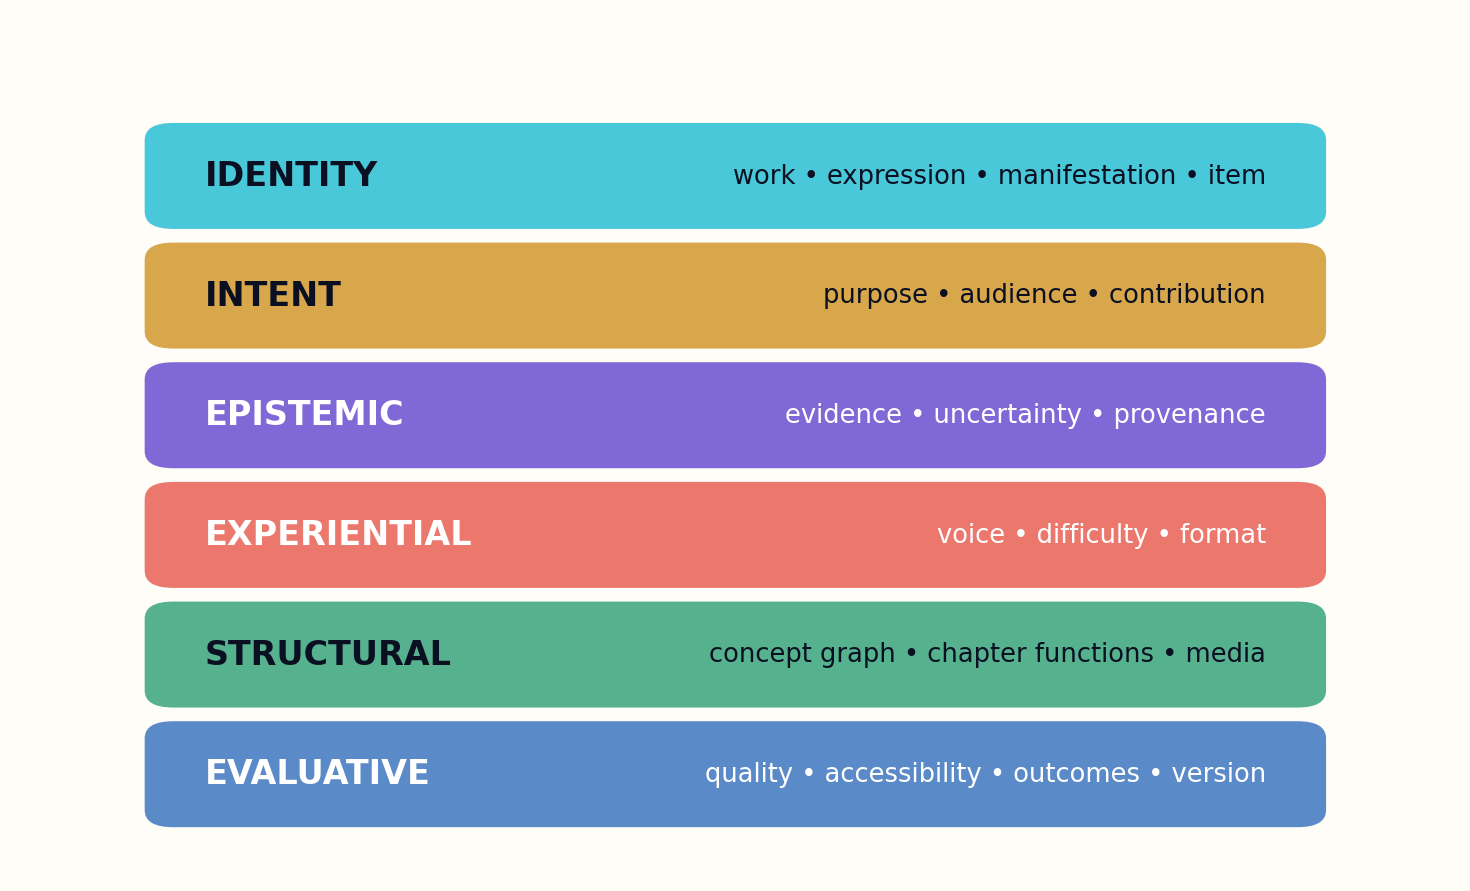 IDENTITY work • expression • manifestation • item
INTENT purpose • audience • contribution
EPISTEMIC evidence • uncertainty • provenance
EXPERIENTIAL voice • difficulty • format
STRUCTURAL concept graph • chapter functions • media
EVALUATIVE quality • accessibility • outcomes • version